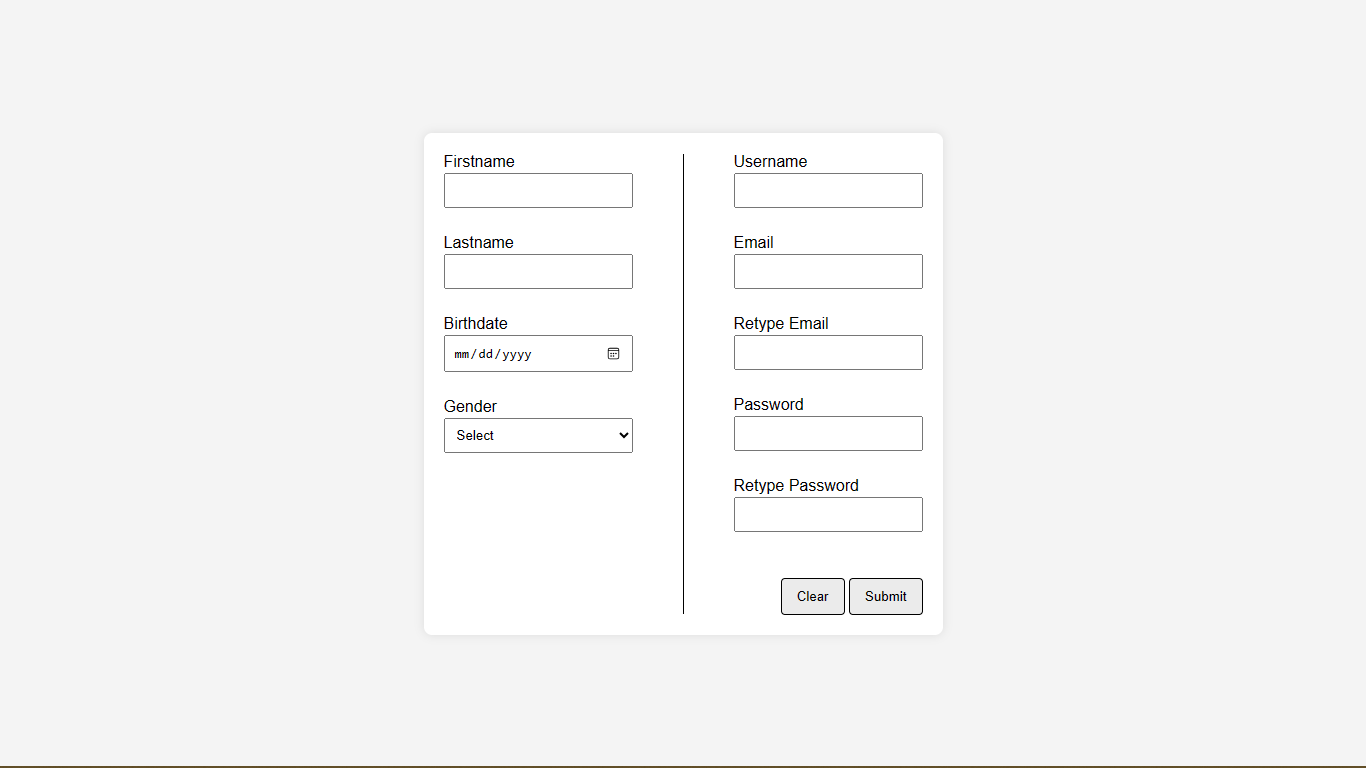 Firstname
Lastname
Birthdate
mm/dd/yyyy
Gender
Select
Username
Email
Retype Email
Password
Retype Password
Clear Submit